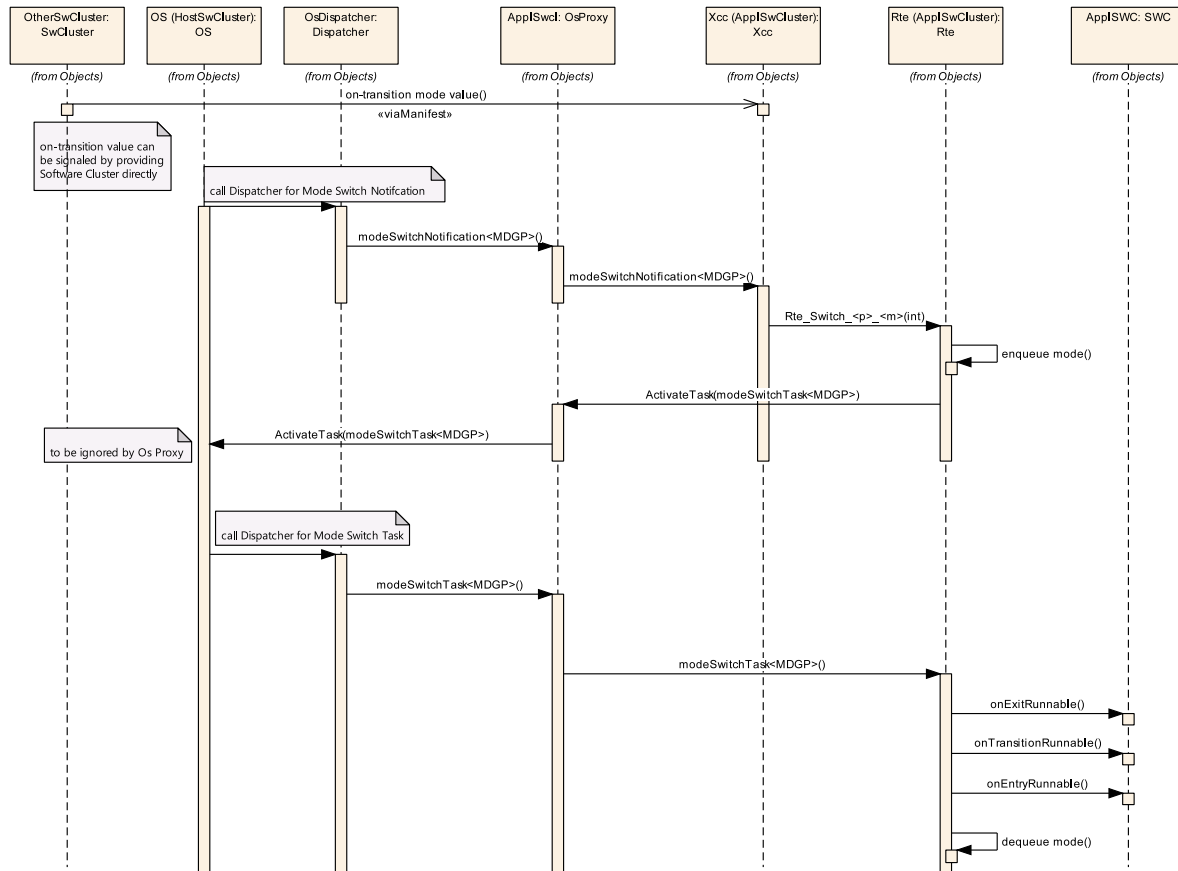 OtherSwCluster:
SwCluster
OS (HostSwCluster):
OS
OsDispatcher:
Dispatcher
ApplSwcl: OsProxy
Xcc (ApplSwCluster):
Xcc
Rte (ApplSwCluster):
Rte
ApplSWC: SWC
(from Objects)
(from Objects)
(from Objects)
(from Objects)
(from Objects)
(from Objects)
(from Objects)
on-transition mode value()
«viaManifest»
on-transition value can
be signaled by providing
Software Cluster directly
call Dispatcher for Mode Switch Notifcation
modeSwitchNotification<MDGP>()
modeSwitchNotification<MDGP>()
Rte_Switch_<p>_<m>(int)
enqueue mode()
ActivateTask(modeSwitchTask<MDGP>)
ActivateTask(modeSwitchTask<MDGP>)
to be ignored by Os Proxy
call Dispatcher for Mode Switch Task
modeSwitchTask<MDGP>()
modeSwitchTask<MDGP>()
onExitRunnable()
onTransitionRunnable()
onEntryRunnable()
dequeue mode()